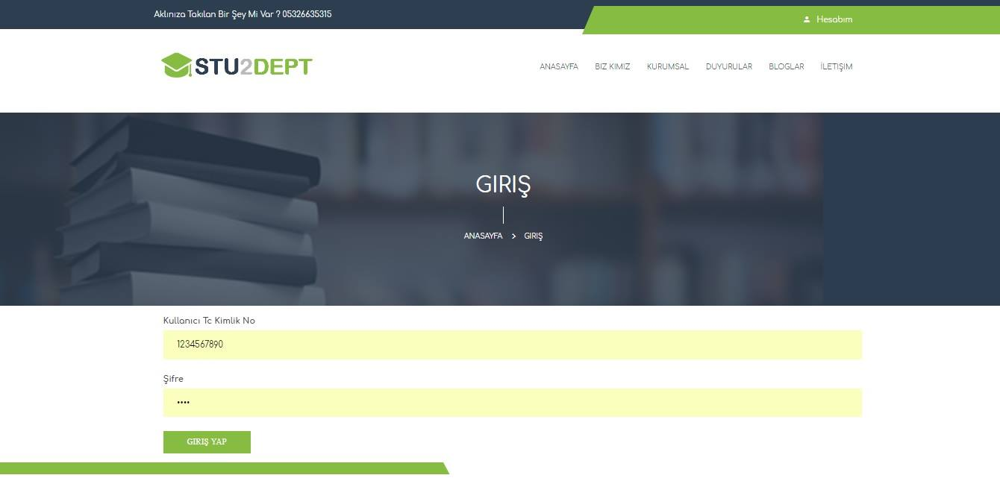 Aklınıza Takılan Bir Şey Mi Var ? 05326635315
Hesabım
STU2DEPT
ANASAYFA BIZ KIMIZ KURUMSAL DUYURULAR BLOGLAR İLETIŞIM
GIRIŞ
ANASAYFA > GIRIŞ
Kullanıcı Tc Kimlik No
1234567890
Şifre
••••
GIRIŞ YAP